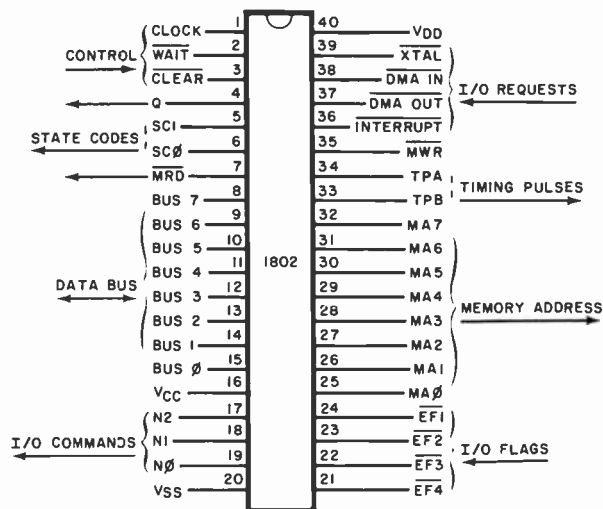 CONTROL
CLOCK 1
WAIT 2
CLEAR 3
Q 4
STATE CODES
SC1 5
SCØ 6
MRD 7
BUS 7 8
DATA BUS
BUS 6 9
BUS 5 10
BUS 4 11
BUS 3 12
BUS 2 13
BUS 1 14
BUS Ø 15
VCC 16
I/O COMMANDS
N2 17
N1 18
NØ 19
VSS 20
1802
40 VDD
39 XTAL
38 DMA IN
37 DMA OUT
36 INTERRUPT
I/O REQUESTS
35 MWR
34 TPA
33 TPB
TIMING PULSES
32 MA7
31 MA6
30 MA5
29 MA4
28 MA3
27 MA2
26 MA1
25 MAØ
MEMORY ADDRESS
24 EF1
23 EF2
22 EF3
21 EF4
I/O FLAGS